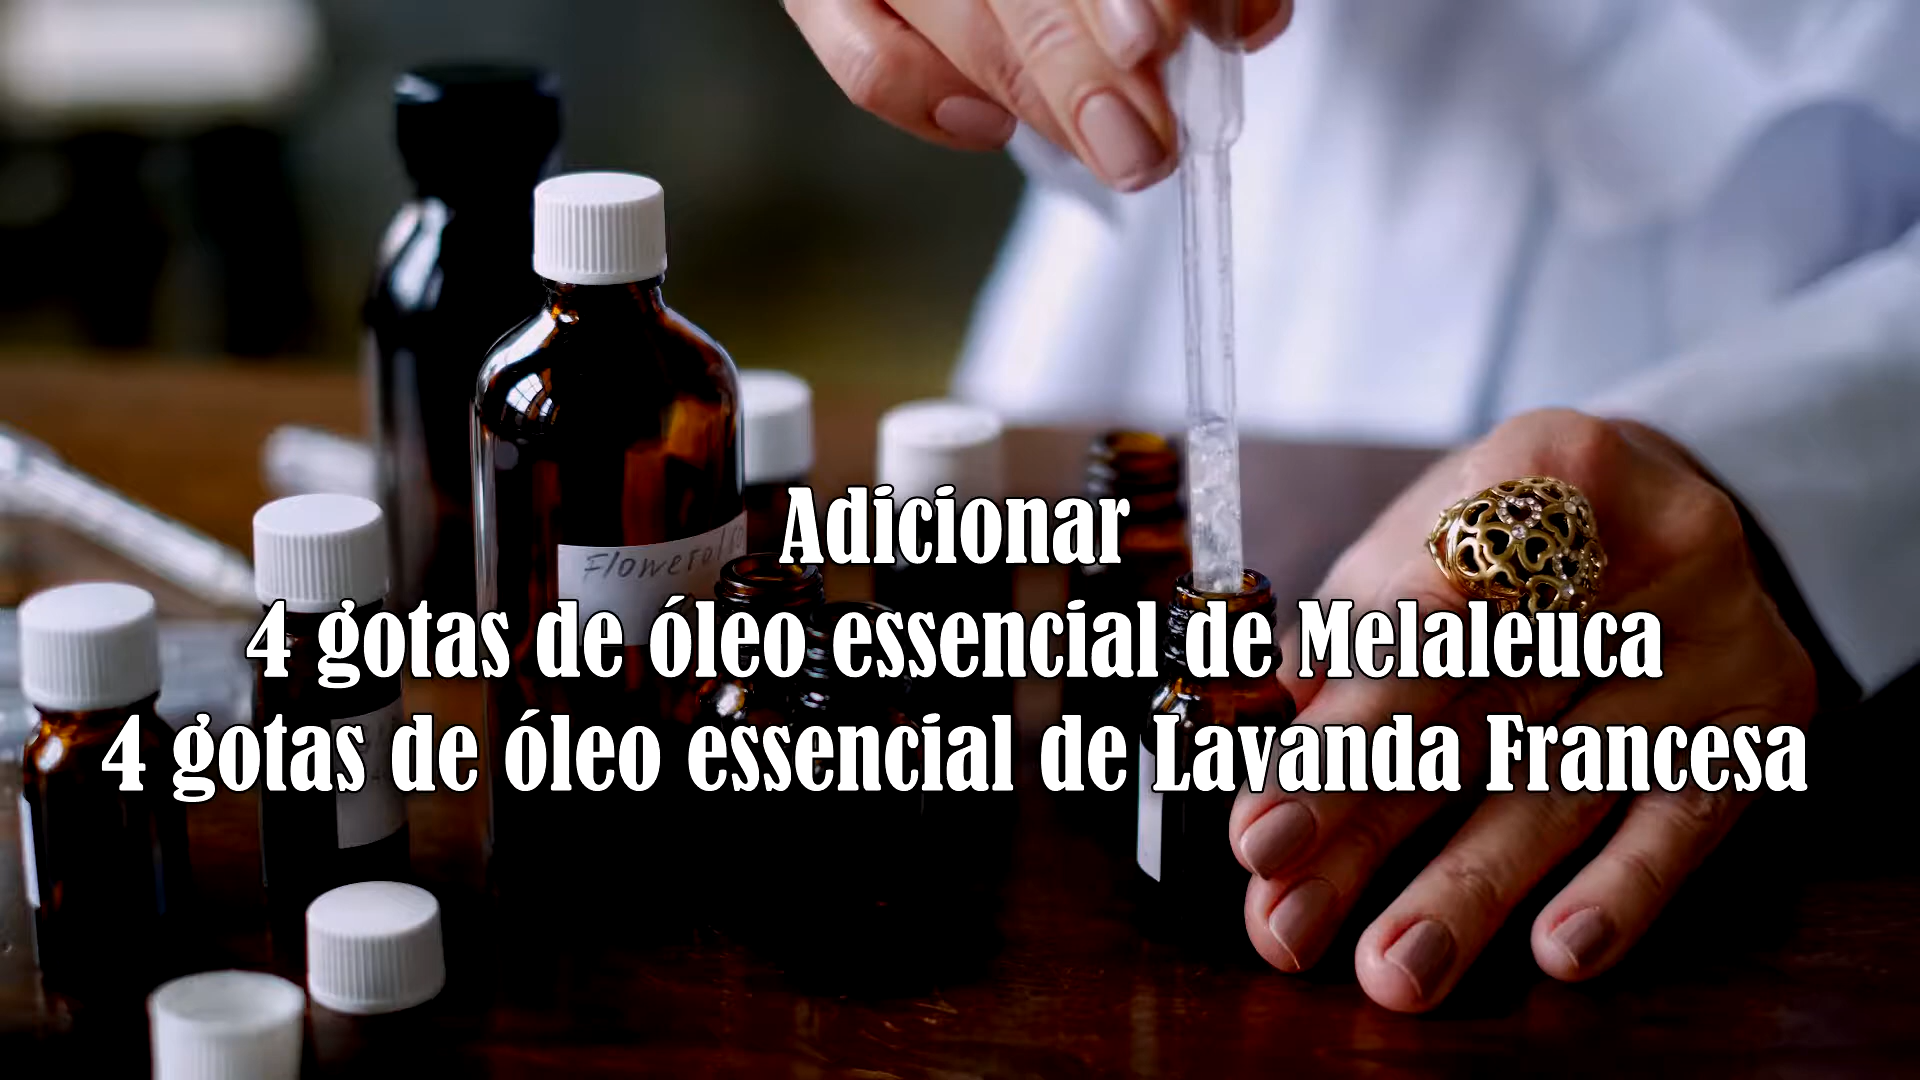 Adicionar
4 gotas de óleo essencial de Melaleuca
4 gotas de óleo essencial de Lavanda Francesa